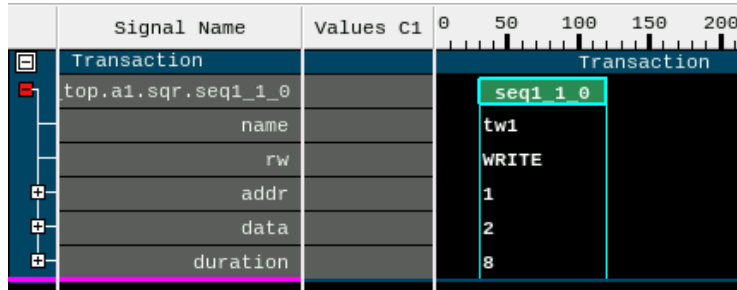 Signal Name Values C1 0 50 100 150 200
Transaction Transaction
_top.a1.sqr.seq1_1_0 seq1_1_0
name tw1
rw WRITE
addr 1
data 2
duration 8